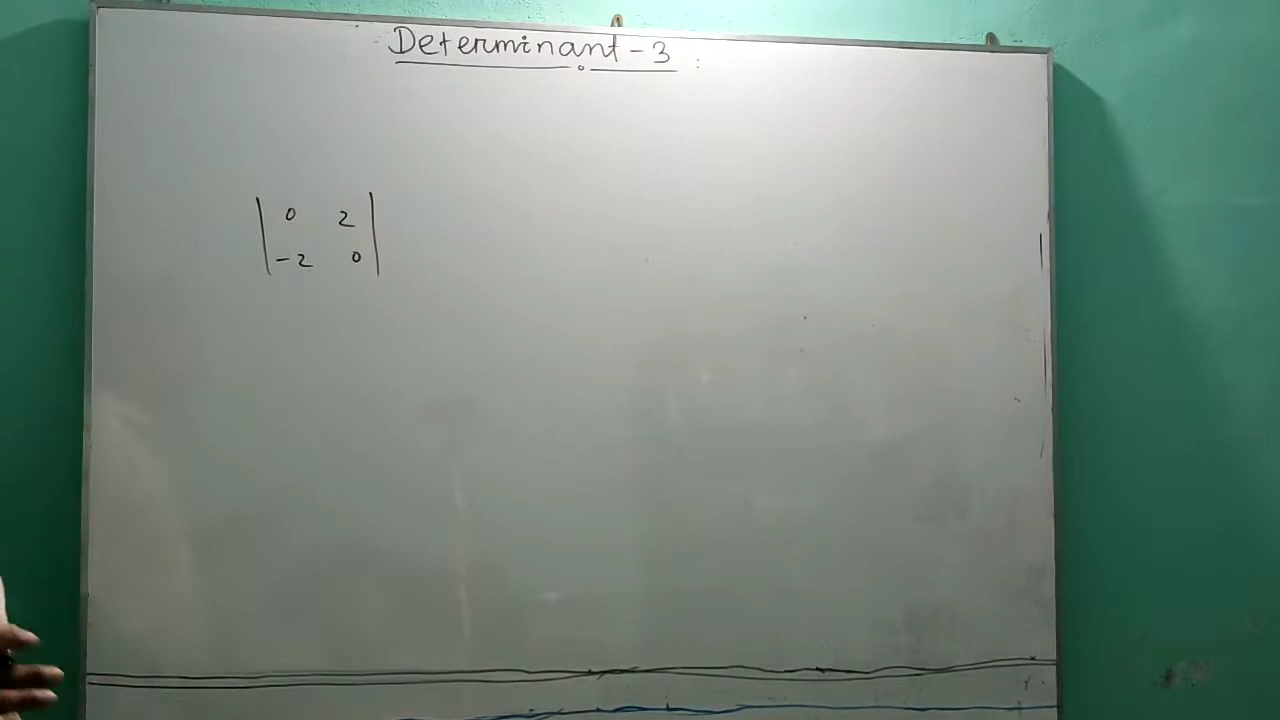 Determinant - 3 :
| 0 2 |
| -2 0 |